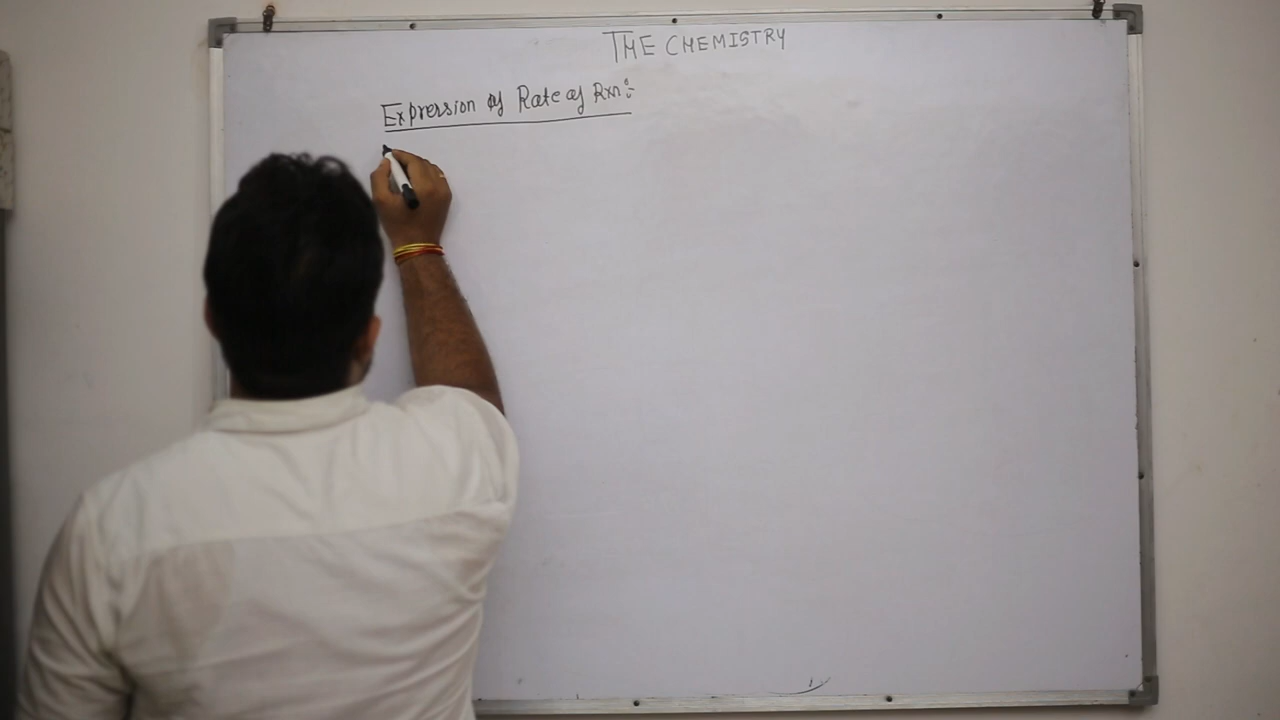 THE CHEMISTRY
Expression of Rate of Rxn:-